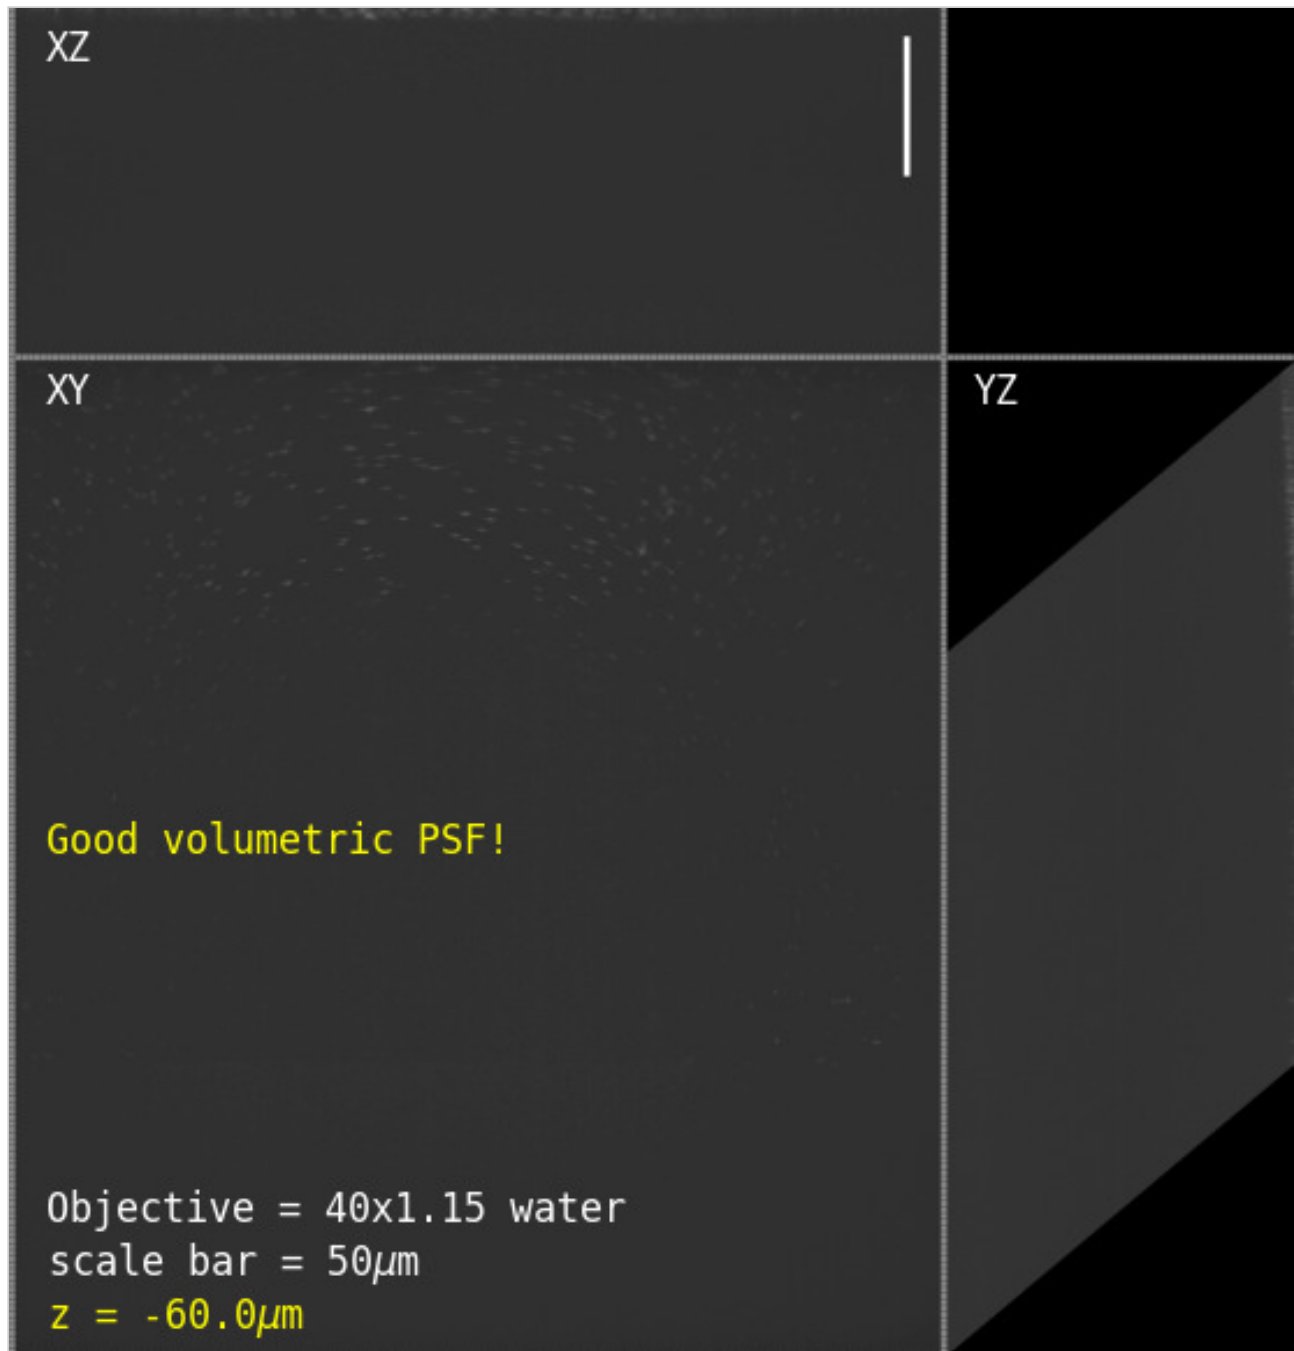 XZ
XY
YZ
Good volumetric PSF!
Objective = 40x1.15 water
scale bar = 50μm
z = -60.0μm